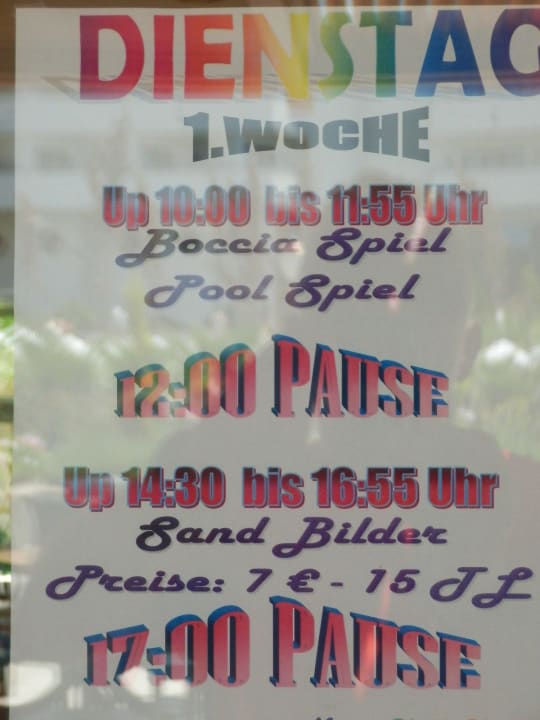 DIENSTAG
1.WOCHE
Up 10:00 bis 11:55 Uhr
Boccia Spiel
Pool Spiel
12:00 PAUSE
Up 14:30 bis 16:55 Uhr
Sand Bilder
Preise: 7 € - 15 TL
17:00 PAUSE